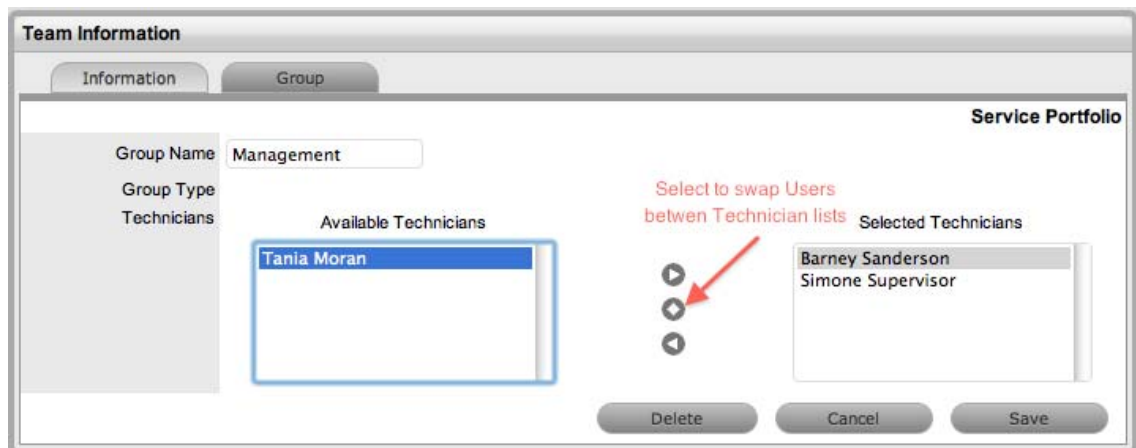 Team Information
Information
Group
Service Portfolio
Group Name
Management
Group Type
Technicians
Available Technicians
Select to swap Users
betwen Technician lists
Selected Technicians
Tania Moran
Barney Sanderson
Simone Supervisor
Delete
Cancel
Save